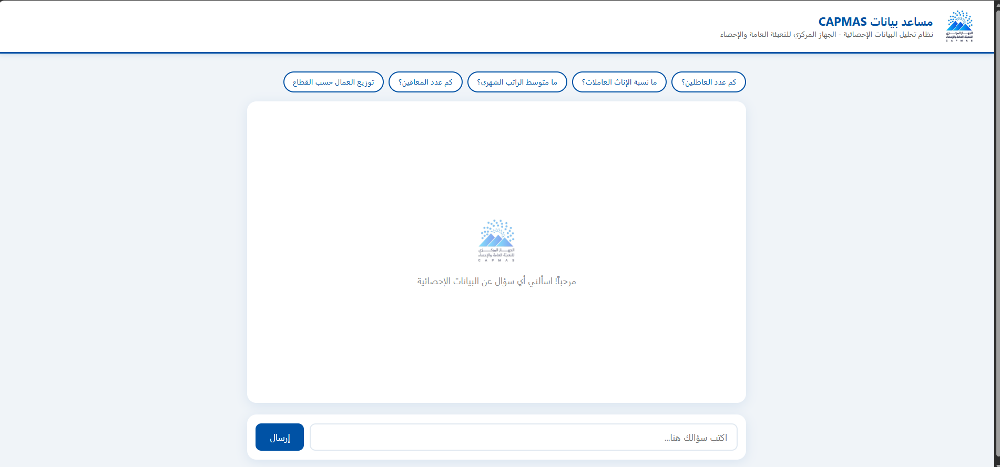 مساعد بيانات CAPMAS
نظام تحليل البيانات الإحصائية - الجهاز المركزي للتعبئة العامة والإحصاء
الجهاز المركزي
للتعبئة العامة والإحصاء
CAPMAS
كم عدد العاطلين؟
ما نسبة الإناث العاملات؟
ما متوسط الراتب الشهري؟
كم عدد المعاقين؟
توزيع العمال حسب القطاع
الجهاز المركزي
للتعبئة العامة والإحصاء
CAPMAS
مرحباً! اسألني أي سؤال عن البيانات الإحصائية
اكتب سؤالك هنا...
إرسال